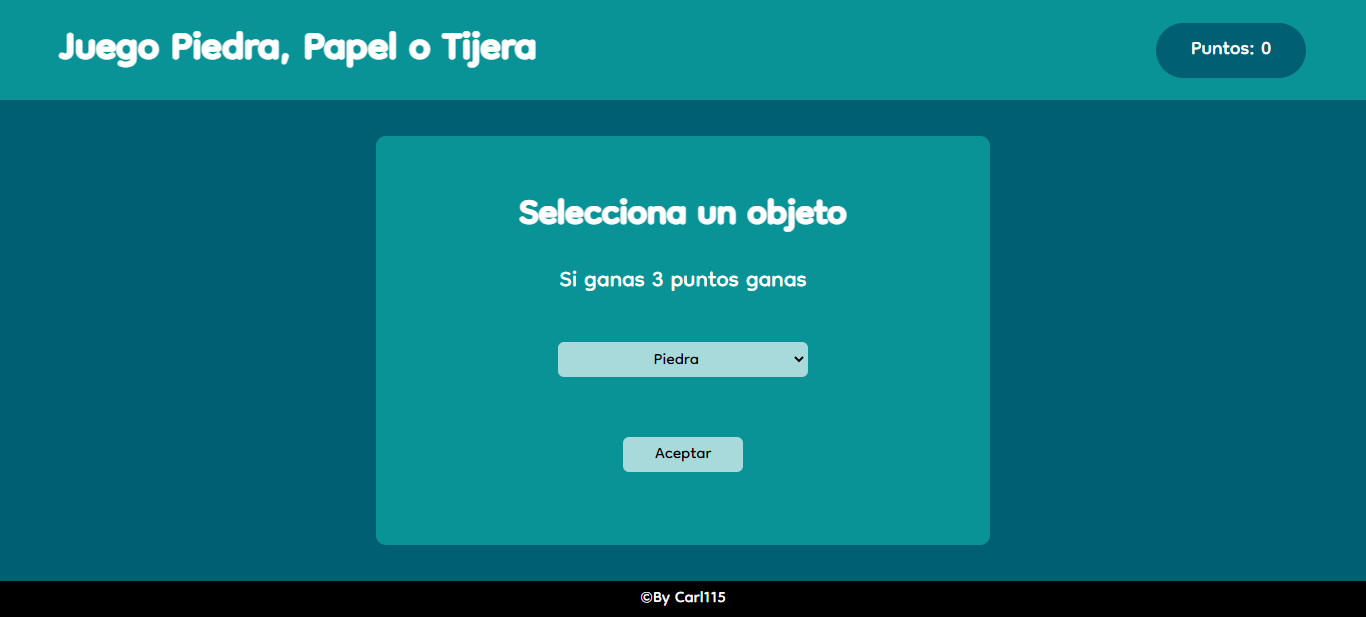 Juego Piedra, Papel o Tijera
Puntos: 0
Selecciona un objeto
Si ganas 3 puntos ganas
Piedra
Aceptar
©By Carl115